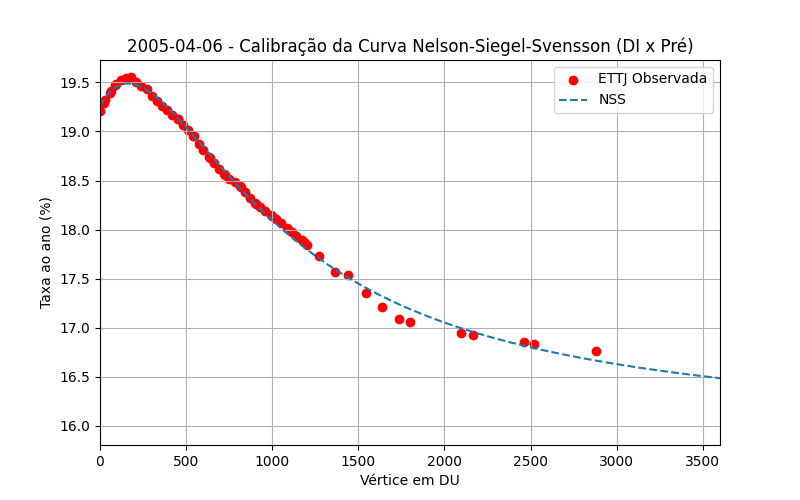 2005-04-06 - Calibração da Curva Nelson-Siegel-Svensson (DI x Pré)
ETTJ Observada
NSS
Taxa ao ano (%)
19.5
19.0
18.5
18.0
17.5
17.0
16.5
16.0
0 500 1000 1500 2000 2500 3000 3500
Vértice em DU